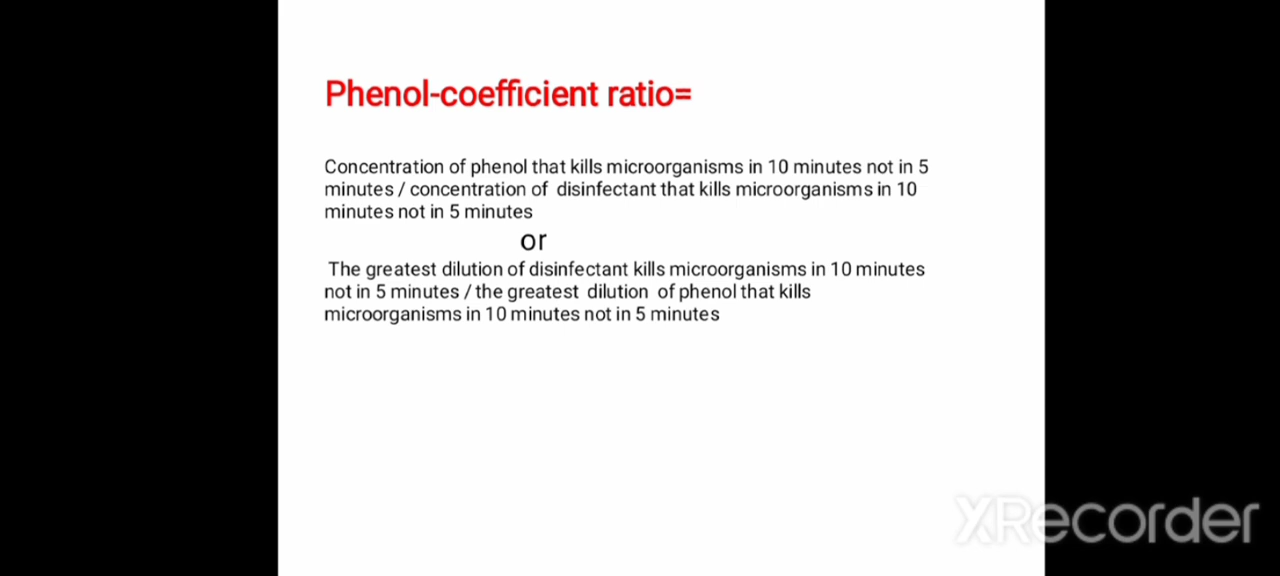 Phenol-coefficient ratio=
Concentration of phenol that kills microorganisms in 10 minutes not in 5
minutes / concentration of disinfectant that kills microorganisms in 10
minutes not in 5 minutes
or
The greatest dilution of disinfectant kills microorganisms in 10 minutes
not in 5 minutes / the greatest dilution of phenol that kills
microorganisms in 10 minutes not in 5 minutes
XRecorder